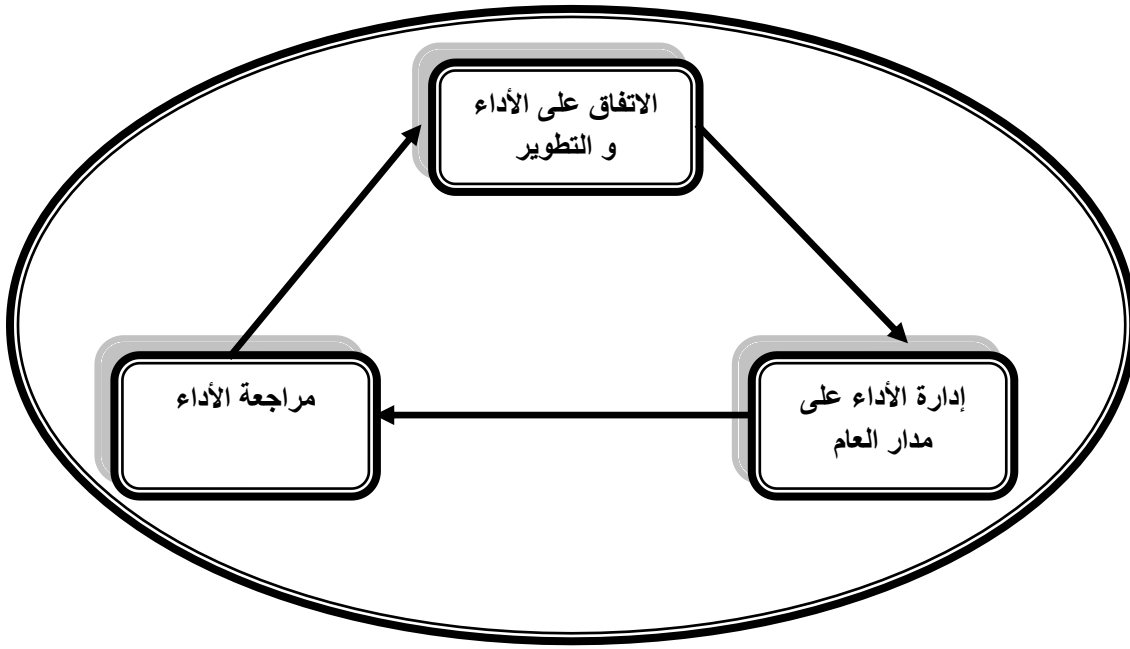 الاتفاق على الأداء
و التطوير
إدارة الأداء على
مدار العام
مراجعة الأداء